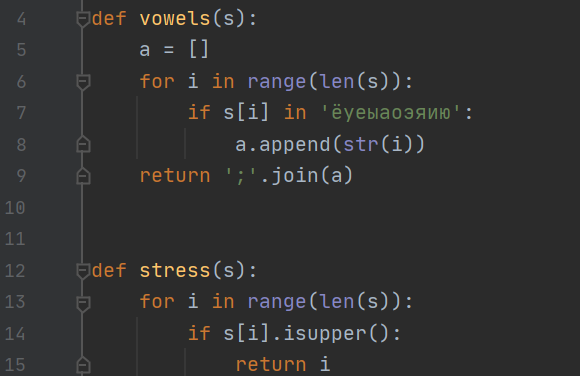 4 def vowels(s):
5     a = []
6     for i in range(len(s)):
7         if s[i] in 'ёуеыаоэяию':
8             a.append(str(i))
9     return ';'.join(a)
10
11
12 def stress(s):
13     for i in range(len(s)):
14         if s[i].isupper():
15             return i